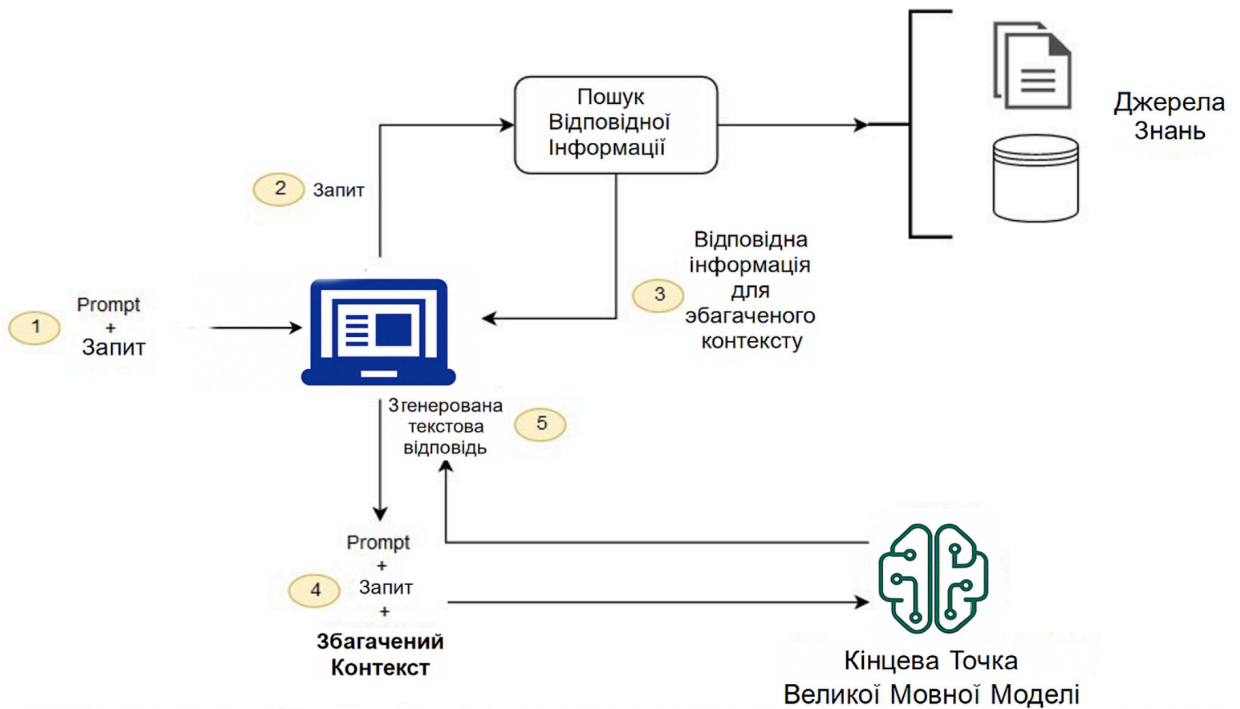 Пошук
Відповідної
Інформації
Джерела
Знань
2
Запит
Відповідна
інформація
для
эбагаченого
контексту
3
1
Prompt
+
Запит
Згенерована
текстова
відповідь
5
Prompt
+
4
Запит
+
Збагачений
Контекст
Кінцева Точка
Великої Мовної Моделі